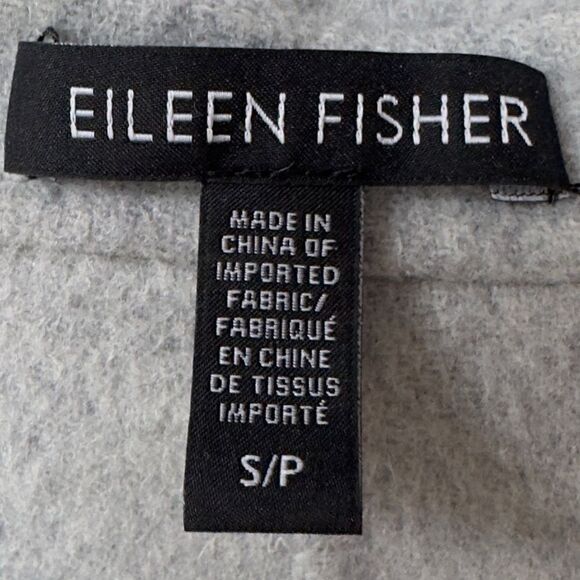 EILEEN FISHER
MADE IN
CHINA OF
IMPORTED
FABRIC/
FABRIQUÉ
EN CHINE
DE TISSUS
IMPORTÉ
S/P